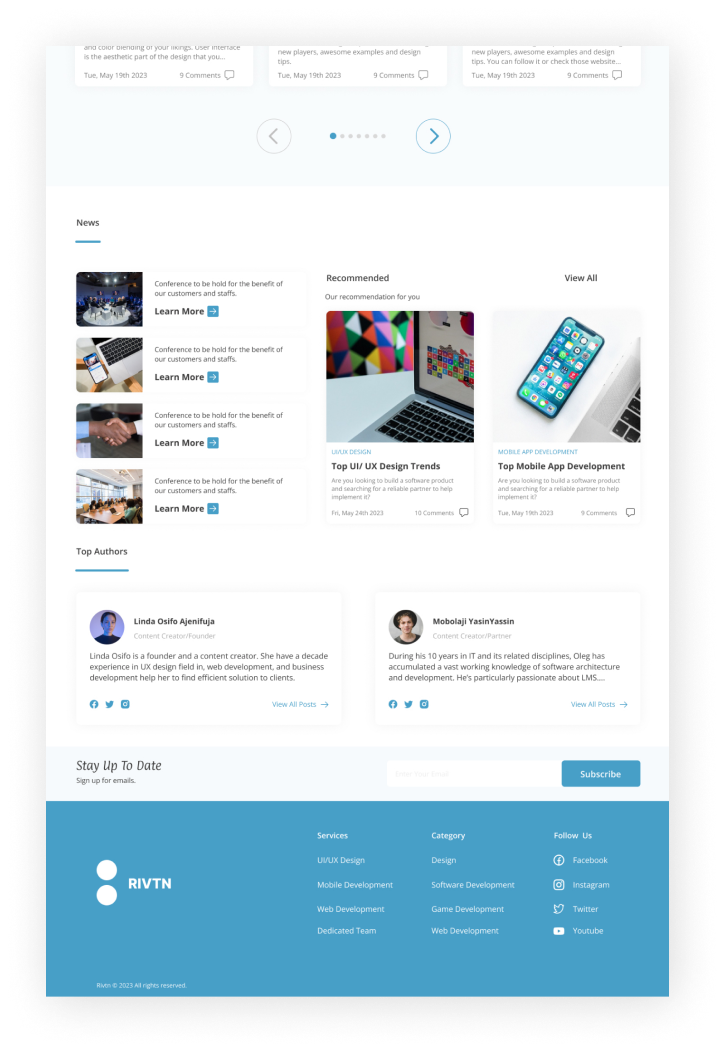 and color blending of your likings. User interface
is the aesthetic part of the design that you...
Tue, May 19th 2023 9 Comments
new players, awesome examples and design
tips.
Tue, May 19th 2023 9 Comments
new players, awesome examples and design
tips. You can follow it or check those website...
Tue, May 19th 2023 9 Comments
News
Conference to be hold for the benefit of
our customers and staffs.
Learn More
Conference to be hold for the benefit of
our customers and staffs.
Learn More
Conference to be hold for the benefit of
our customers and staffs.
Learn More
Conference to be hold for the benefit of
our customers and staffs.
Learn More
Recommended View All
Our recommendation for you
UI/UX DESIGN
Top UI/ UX Design Trends
Are you looking to build a software product
and searching for a reliable partner to help
implement it?
Fri, May 24th 2023 10 Comments
MOBILE APP DEVELOPMENT
Top Mobile App Development
Are you looking to build a software product
and searching for a reliable partner to help
implement it?
Tue, May 19th 2023 9 Comments
Top Authors
Linda Osifo Ajenifuja
Content Creator/Founder
Linda Osifo is a founder and a content creator. She have a decade
experience in UX design field in, web development, and business
development help her to find efficient solution to clients.
View All Posts
Mobolaji YasinYassin
Content Creator/Partner
During his 10 years in IT and its related disciplines, Oleg has
accumulated a vast working knowledge of software architecture
and development. He's particularly passionate about LMS....
View All Posts
Stay Up To Date
Sign up for emails.
Enter Your Email
Subscribe
RIVTN
Services
UI/UX Design
Mobile Development
Web Development
Dedicated Team
Category
Design
Software Development
Game Development
Web Development
Follow Us
Facebook
Instagram
Twitter
Youtube
Rivtn © 2023 All rights reserved.